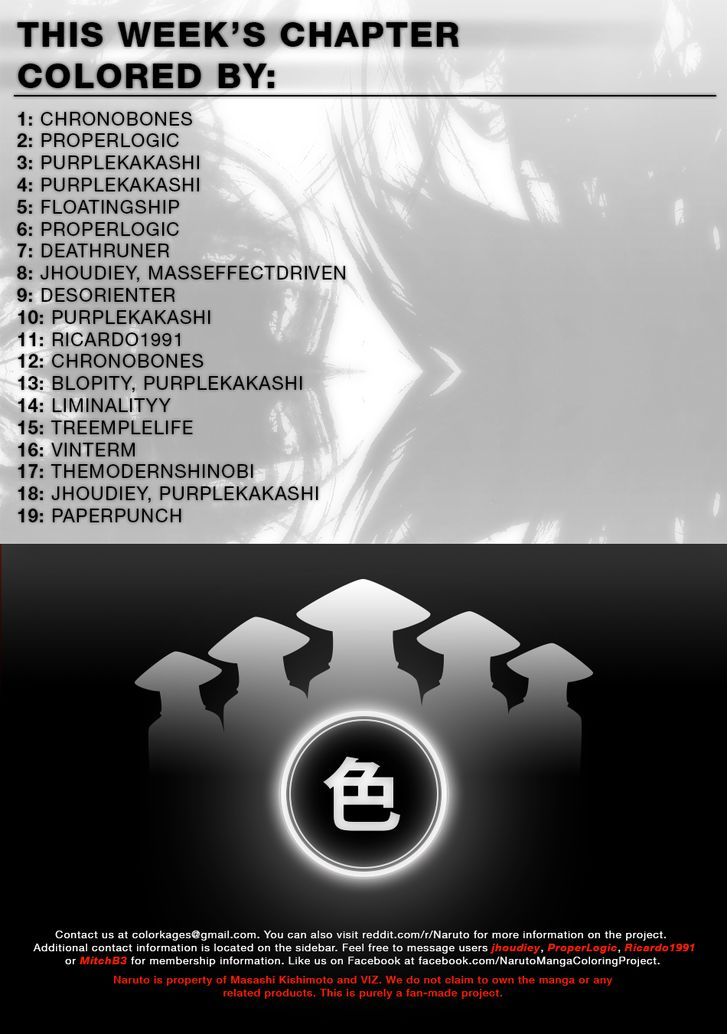 THIS WEEK'S CHAPTER
COLORED BY:
1: CHRONOBONES
2: PROPERLOGIC
3: PURPLEKAKASHI
4: PURPLEKAKASHI
5: FLOATINGSHIP
6: PROPERLOGIC
7: DEATHRUNER
8: JHOUDIEY, MASSEFFECTDRIVEN
9: DESORIENTER
10: PURPLEKAKASHI
11: RICARDO1991
12: CHRONOBONES
13: BLOPITY, PURPLEKAKASHI
14: LIMINALITYY
15: TREEMPLELIFE
16: VINTERM
17: THEMODERNSHINOBI
18: JHOUDIEY, PURPLEKAKASHI
19: PAPERPUNCH
色
Contact us at colorkages@gmail.com. You can also visit reddit.com/r/Naruto for more information on the project.
Additional contact information is located on the sidebar. Feel free to message users jhoudiey, ProperLogic, Ricardo1991
or MitchB3 for membership information. Like us on Facebook at facebook.com/NarutoMangaColoringProject.
Naruto is property of Masashi Kishimoto and VIZ. We do not claim to own the manga or any
related products. This is purely a fan-made project.